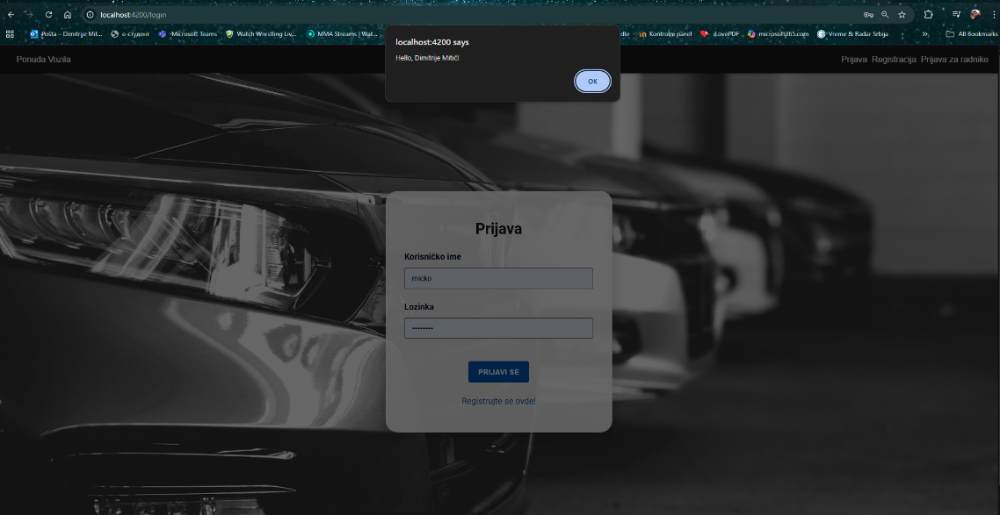 localhost:4200/login
Pošta – Dimitrije Mit... е-студент Microsoft Teams Watch Wrestling Liv... MMA Streams | Wat... dle Kontrolni panel iLovePDF microsoft365.com Vreme & Radar Srbija All Bookmarks
localhost:4200 says
Hello, Dimitrije Mitić!
OK
Ponuda Vozila Prijava Registracija Prijava za radnike
Prijava
Korisničko ime
micko
Lozinka
PRIJAVI SE
Registrujte se ovde!